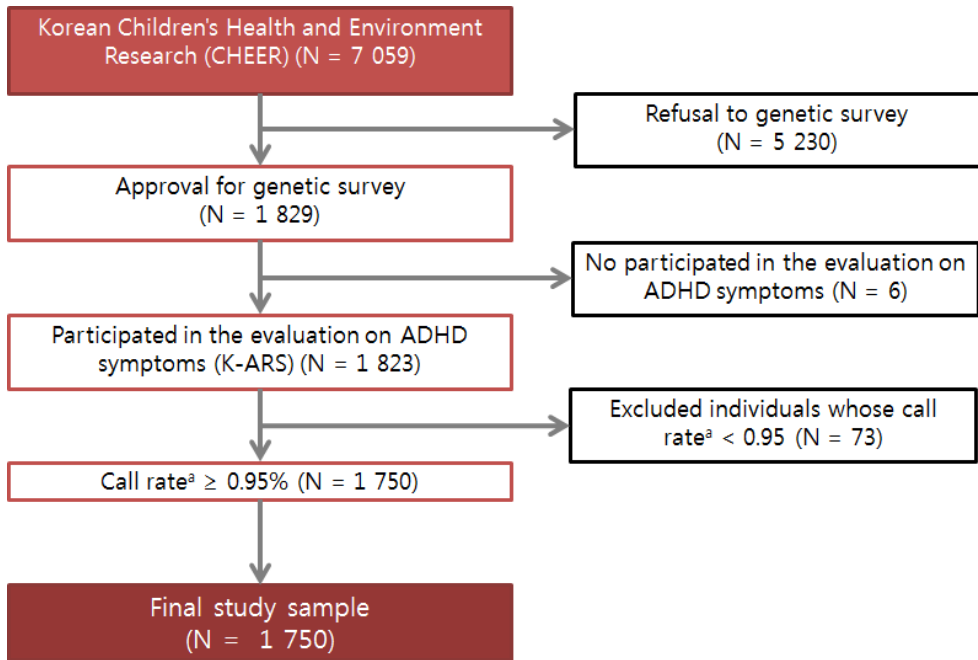 Korean Children's Health and Environment
Research (CHEER) (N = 7 059)
Refusal to genetic survey
(N = 5 230)
Approval for genetic survey
(N = 1 829)
No participated in the evaluation on
ADHD symptoms (N = 6)
Participated in the evaluation on ADHD
symptoms (K-ARS) (N = 1 823)
Excluded individuals whose call
rateᵃ < 0.95 (N = 73)
Call rateᵃ ≥ 0.95% (N = 1 750)
Final study sample
(N = 1 750)